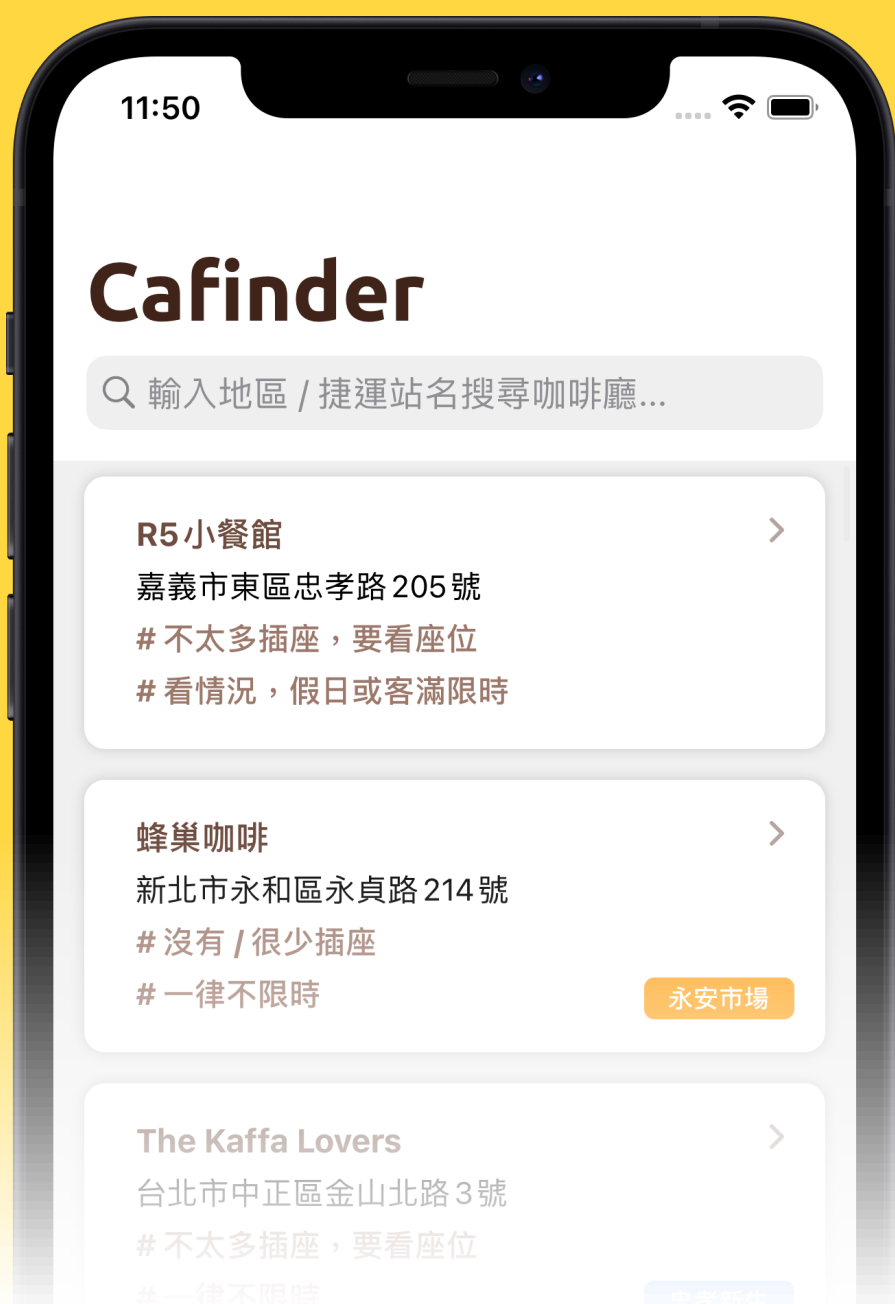 11:50
Cafinder
輸入地區 / 捷運站名搜尋咖啡廳...
R5小餐館
嘉義市東區忠孝路205號
# 不太多插座，要看座位
# 看情況，假日或客滿限時
蜂巢咖啡
新北市永和區永貞路214號
# 沒有 / 很少插座
# 一律不限時
永安市場
The Kaffa Lovers
台北市中正區金山北路3號
# 不太多插座，要看座位
# 一律不限時